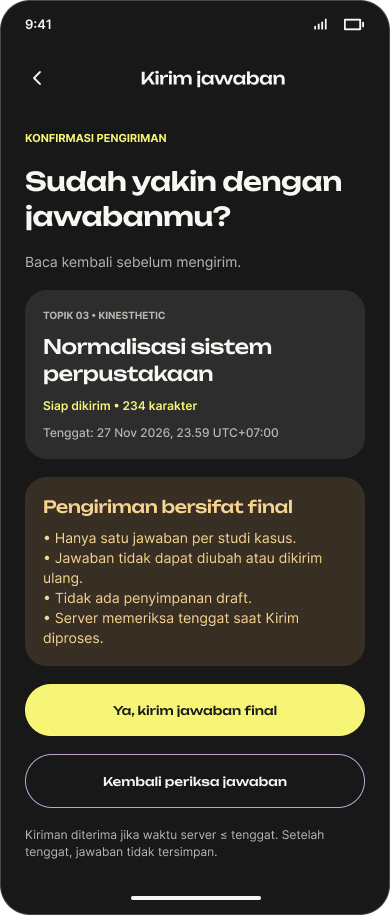 9:41
Kirim jawaban
KONFIRMASI PENGIRIMAN
Sudah yakin dengan
jawabanmu?
Baca kembali sebelum mengirim.
TOPIK 03 • KINESTHETIC
Normalisasi sistem
perpustakaan
Siap dikirim • 234 karakter
Tenggat: 27 Nov 2026, 23.59 UTC+07:00
Pengiriman bersifat final
• Hanya satu jawaban per studi kasus.
• Jawaban tidak dapat diubah atau dikirim
ulang.
• Tidak ada penyimpanan draft.
• Server memeriksa tenggat saat Kirim
diproses.
Ya, kirim jawaban final
Kembali periksa jawaban
Kiriman diterima jika waktu server ≤ tenggat. Setelah
tenggat, jawaban tidak tersimpan.